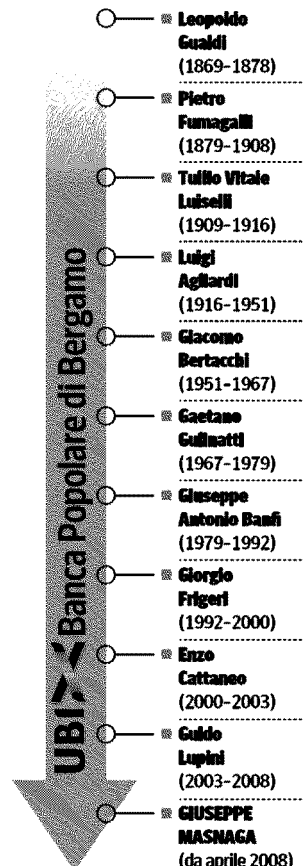 Leopoldo
Gualdi
(1869-1878)
Pietro
Fumagalli
(1879-1908)
Tullio Vitale
Luiselli
(1909-1916)
Luigi
Agliardi
(1916-1951)
Giacomo
Bertacchi
(1951-1967)
Gaetano
Gulinatti
(1967-1979)
Giuseppe
Antonio Banfi
(1979-1992)
Giorgio
Frigeri
(1992-2000)
Enzo
Cattaneo
(2000-2003)
Guido
Lupini
(2003-2008)
GIUSEPPE
MASNAGA
(da aprile 2008)
UBI Banca Popolare di Bergamo